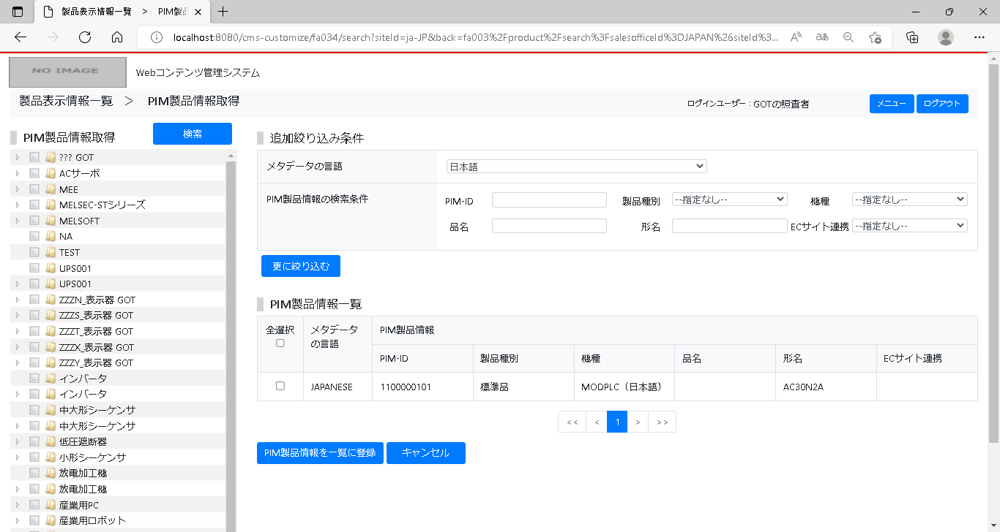 製品表示情報一覧 > PIM製品
localhost:8080/cms-customize/fa034/search?siteId=ja-JP&back=fa003%2Fproduct%2Fsearch%3FsalesofficeId%3DJAPAN%26siteId%3...
NO IMAGE Webコンテンツ管理システム
製品表示情報一覧 > PIM製品情報取得 ログインユーザー：GOTの照査者 メニュー ログアウト
PIM製品情報取得 検索
??? GOT
ACサーボ
MEE
MELSEC-STシリーズ
MELSOFT
NA
TEST
UPS001
UPS001
ZZZN_表示器 GOT
ZZZS_表示器 GOT
ZZZT_表示器 GOT
ZZZX_表示器 GOT
ZZZY_表示器 GOT
インバータ
インバータ
中大形シーケンサ
中大形シーケンサ
低圧遮断器
小形シーケンサ
放電加工機
放電加工機
産業用PC
産業用ロボット
追加絞り込み条件
メタデータの言語 日本語
PIM製品情報の検索条件 PIM-ID 製品種別 --指定なし-- 機種 --指定なし--
品名 形名 ECサイト連携 --指定なし--
更に絞り込む
PIM製品情報一覧
全選択 メタデータの言語 PIM製品情報
PIM-ID 製品種別 機種 品名 形名 ECサイト連携
JAPANESE 1100000101 標準品 MODPLC（日本語） AC30N2A
<< < 1 > >>
PIM製品情報を一覧に登録 キャンセル